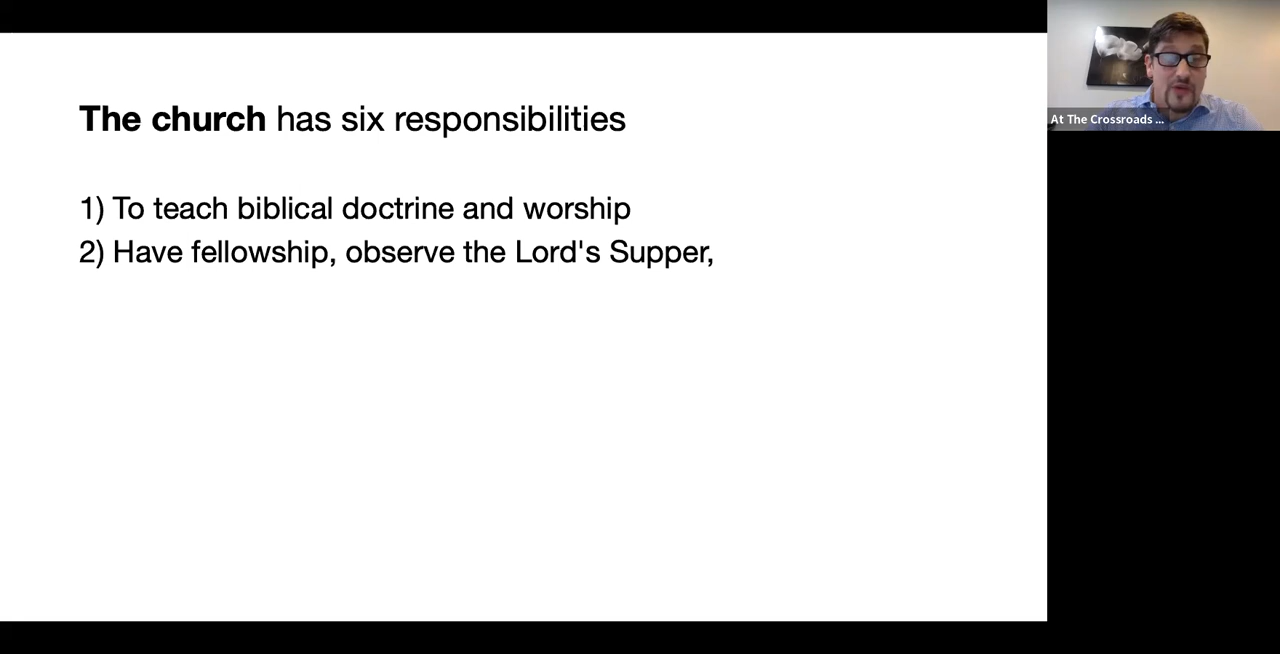 The church has six responsibilities
1) To teach biblical doctrine and worship
2) Have fellowship, observe the Lord's Supper,
At The Crossroads ...